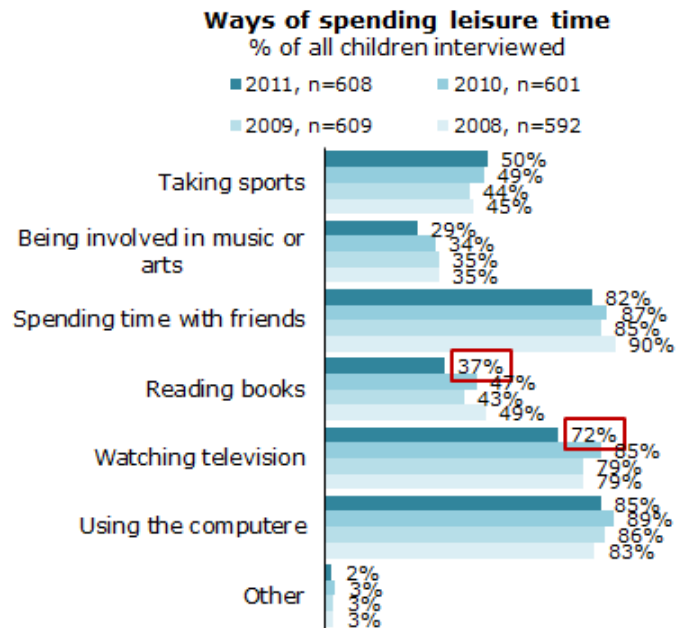 Ways of spending leisure time
% of all children interviewed
2011, n=608 2010, n=601
2009, n=609 2008, n=592
Taking sports
50%
49%
44%
45%
Being involved in music or
arts
29%
34%
35%
35%
Spending time with friends
82%
87%
85%
90%
Reading books
37%
47%
43%
49%
Watching television
72%
85%
79%
79%
Using the computere
85%
89%
86%
83%
Other
2%
3%
3%
3%